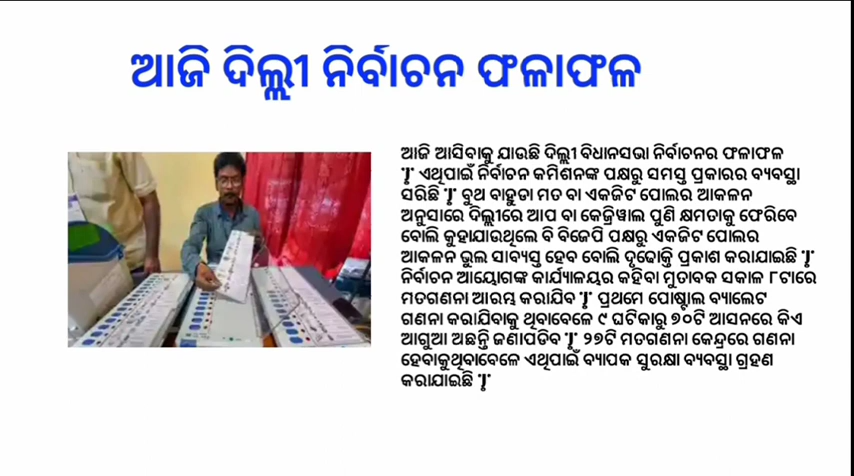 ଆଜି ଦିଲ୍ଲୀ ନିର୍ବାଚନ ଫଳାଫଳ
ଆଜି ଆସିବାକୁ ଯାଉଛି ଦିଲ୍ଲୀ ବିଧାନସଭା ନିର୍ବାଚନର ଫଳାଫଳ
। ଏଥିପାଇଁ ନିର୍ବାଚନ କମିଶନଙ୍କ ପକ୍ଷରୁ ସମସ୍ତ ପ୍ରକାରର ବ୍ୟବସ୍ଥା
ସରିଛି । ବୁଥ ବାହୁଡା ମତ ବା ଏକଜିଟ ପୋଲର ଆକଳନ
ଅନୁସାରେ ଦିଲ୍ଲୀରେ ଆପ ବା କେଜ୍ରିୱାଲ ପୁଣି କ୍ଷମତାକୁ ଫେରିବେ
ବୋଲି କୁହାଯାଉଥିଲେ ବି ବିଜେପି ପକ୍ଷରୁ ଏକଜିଟ ପୋଲର
ଆକଳନ ଭୁଲ ସାବ୍ୟସ୍ତ ହେବ ବୋଲି ଦୃଢୋକ୍ତି ପ୍ରକାଶ କରାଯାଇଛି ।
ନିର୍ବାଚନ ଆୟୋଗଙ୍କ କାର୍ଯ୍ୟାଳୟର କହିବା ମୁତାବକ ସକାଳ ୮ଟାରେ
ମତଗଣନା ଆରମ୍ଭ କରାଯିବ । ପ୍ରଥମେ ପୋଷ୍ଟାଲ ବ୍ୟାଲେଟ
ଗଣନା କରାଯିବାକୁ ଥିବାବେଳେ ୯ ଘଟିକାରୁ ୭୦ଟି ଆସନରେ କିଏ
ଆଗୁଆ ଅଛନ୍ତି ଜଣାପଡିବ । ୨୭ଟି ମତଗଣନା କେନ୍ଦ୍ରରେ ଗଣନା
ହେବାକୁଥିବାବେଳେ ଏଥିପାଇଁ ବ୍ୟାପକ ସୁରକ୍ଷା ବ୍ୟବସ୍ଥା ଗ୍ରହଣ
କରାଯାଇଛି ।